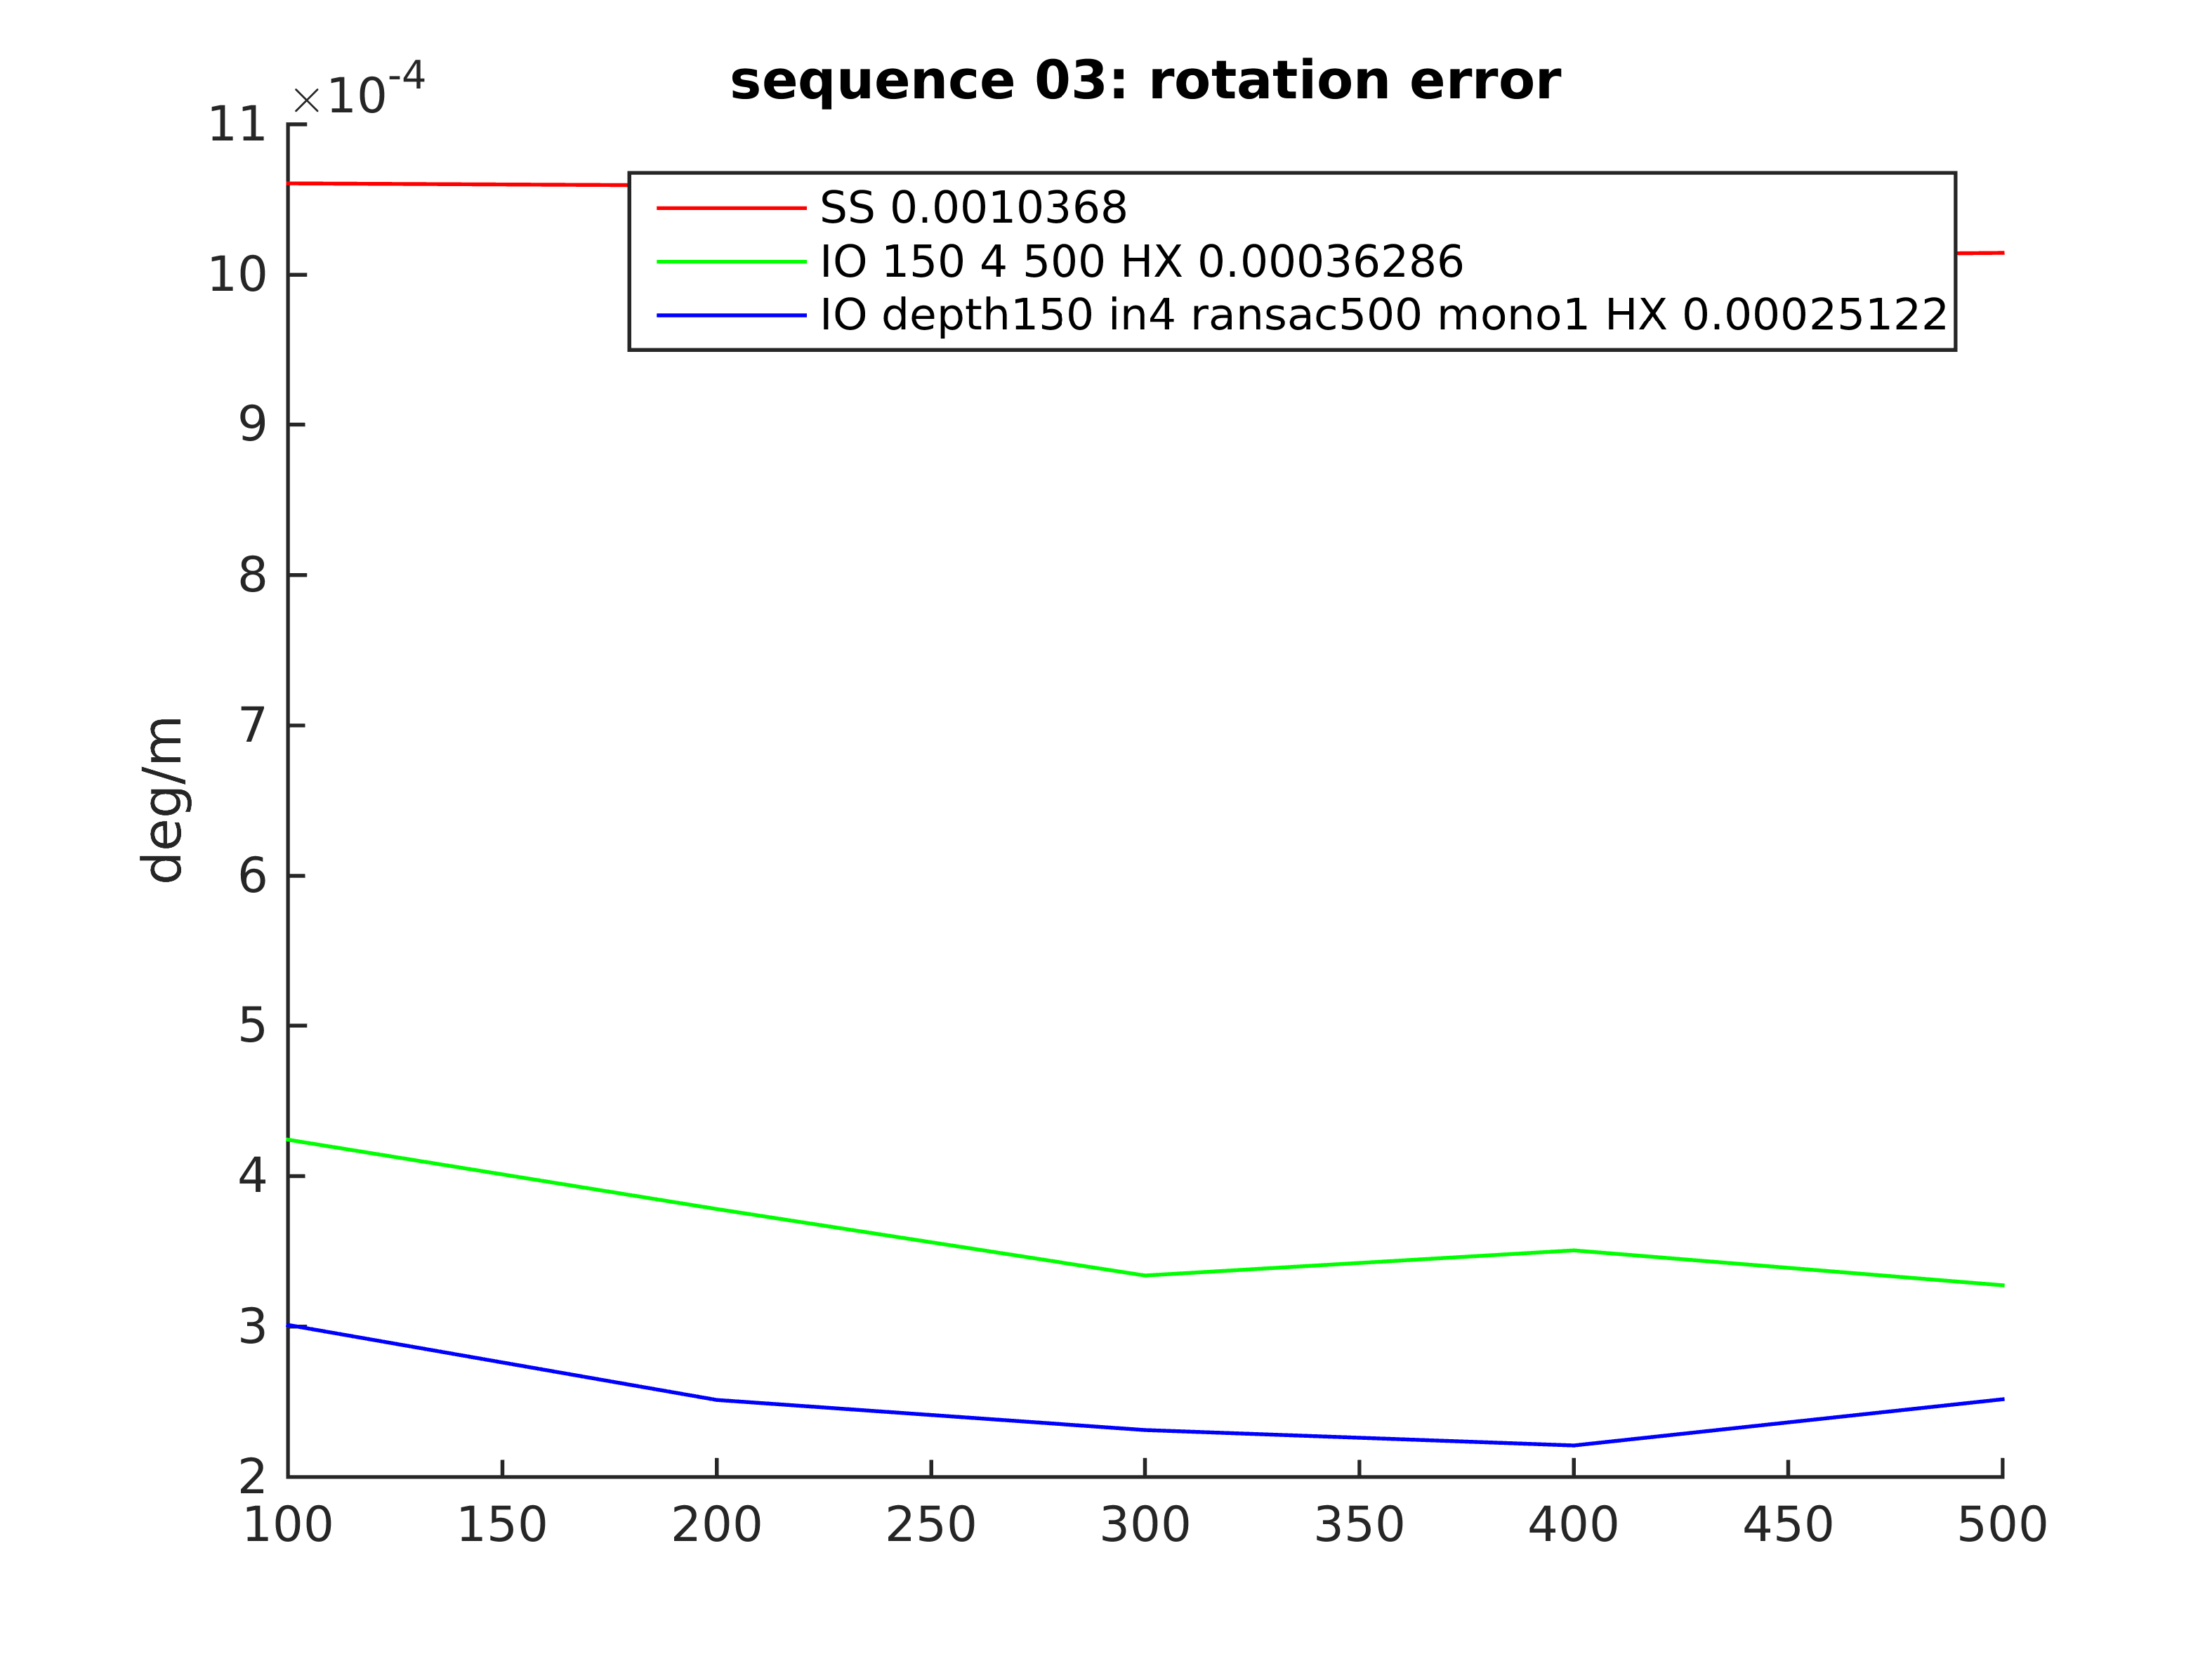 sequence 03: rotation error
×10-4
11
10
9
8
7
6
5
4
3
2
deg/m
SS 0.0010368
IO 150 4 500 HX 0.00036286
IO depth150 in4 ransac500 mono1 HX 0.00025122
100 150 200 250 300 350 400 450 500